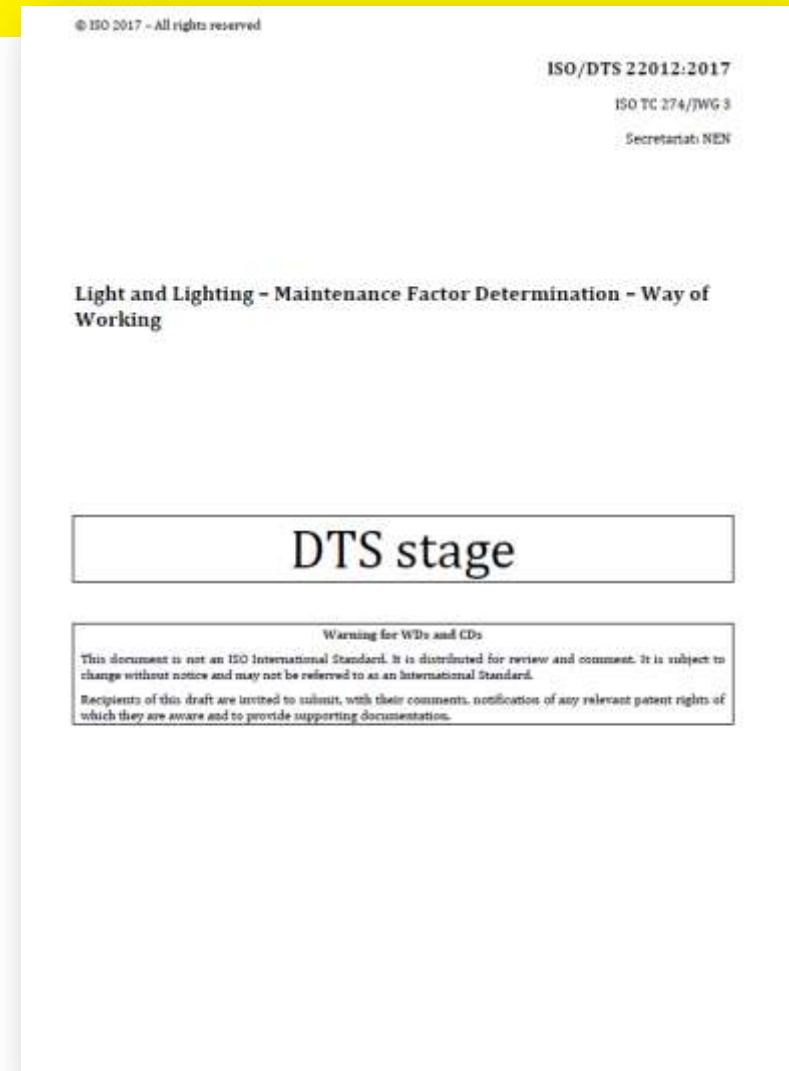 © ISO 2017 – All rights reserved
ISO/DTS 22012:2017
ISO TC 274/JWG 3
Secretariat: NEN
Light and Lighting – Maintenance Factor Determination – Way of
Working
DTS stage
Warning for WDs and CDs
This document is not an ISO International Standard. It is distributed for review and comment. It is subject to
change without notice and may not be referred to as an International Standard.
Recipients of this draft are invited to submit, with their comments, notification of any relevant patent rights of
which they are aware and to provide supporting documentation.